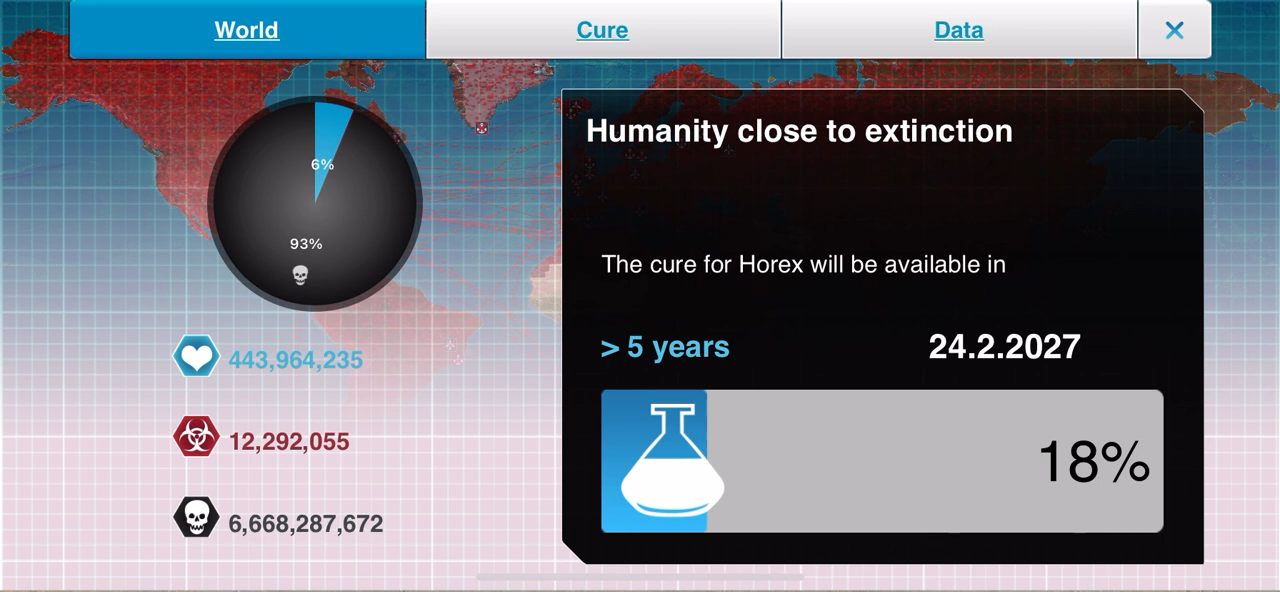 World
Cure
Data
×
6%
93%
Humanity close to extinction
The cure for Horex will be available in
> 5 years
24.2.2027
18%
443,964,235
12,292,055
6,668,287,672